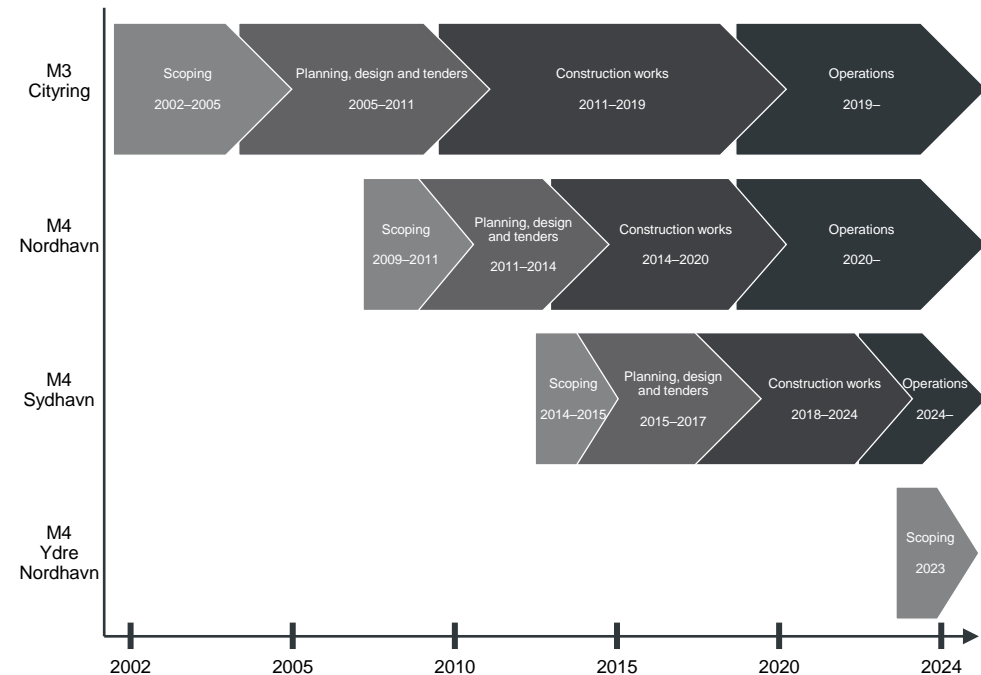 M3
Cityring
Scoping
2002–2005
Planning, design and tenders
2005–2011
Construction works
2011–2019
Operations
2019–
M4
Nordhavn
Scoping
2009–2011
Planning, design
and tenders
2011–2014
Construction works
2014–2020
Operations
2020–
M4
Sydhavn
Scoping
2014–2015
Planning, design
and tenders
2015–2017
Construction works
2018–2024
Operations
2024–
M4
Ydre
Nordhavn
Scoping
2023
2002
2005
2010
2015
2020
2024